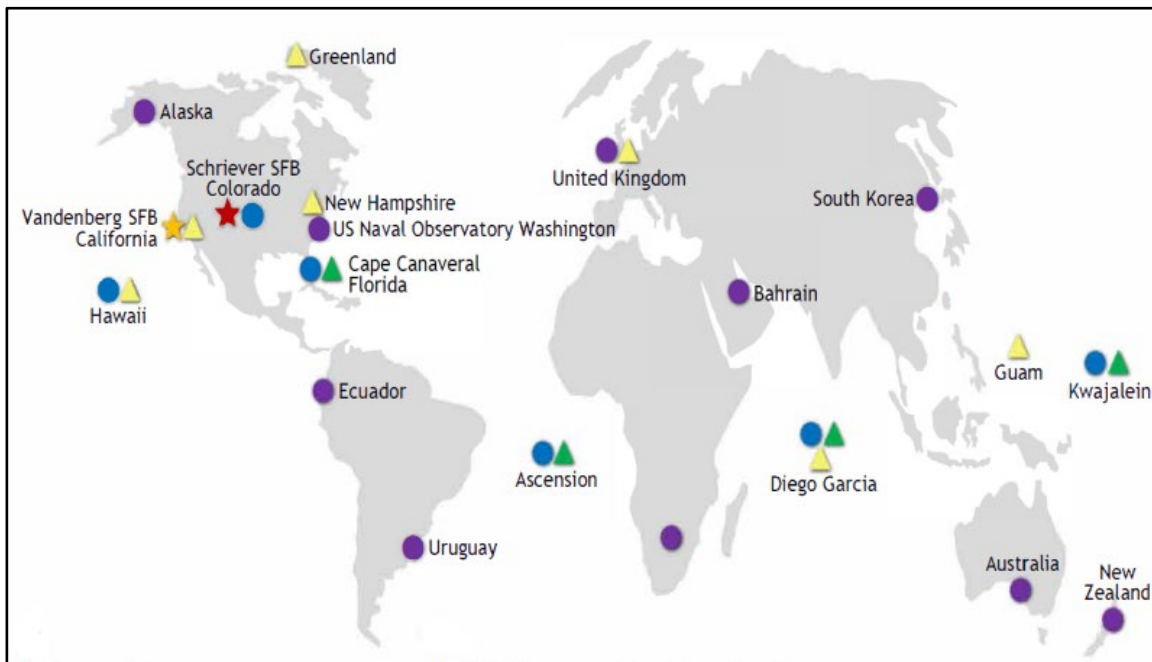 Greenland
Alaska
Schriever SFB
Colorado
United Kingdom
South Korea
New Hampshire
Vandenberg SFB
California
US Naval Observatory Washington
Cape Canaveral
Florida
Hawaii
Bahrain
Guam
Kwajalein
Ecuador
Ascension
Diego Garcia
Uruguay
Australia
New
Zealand